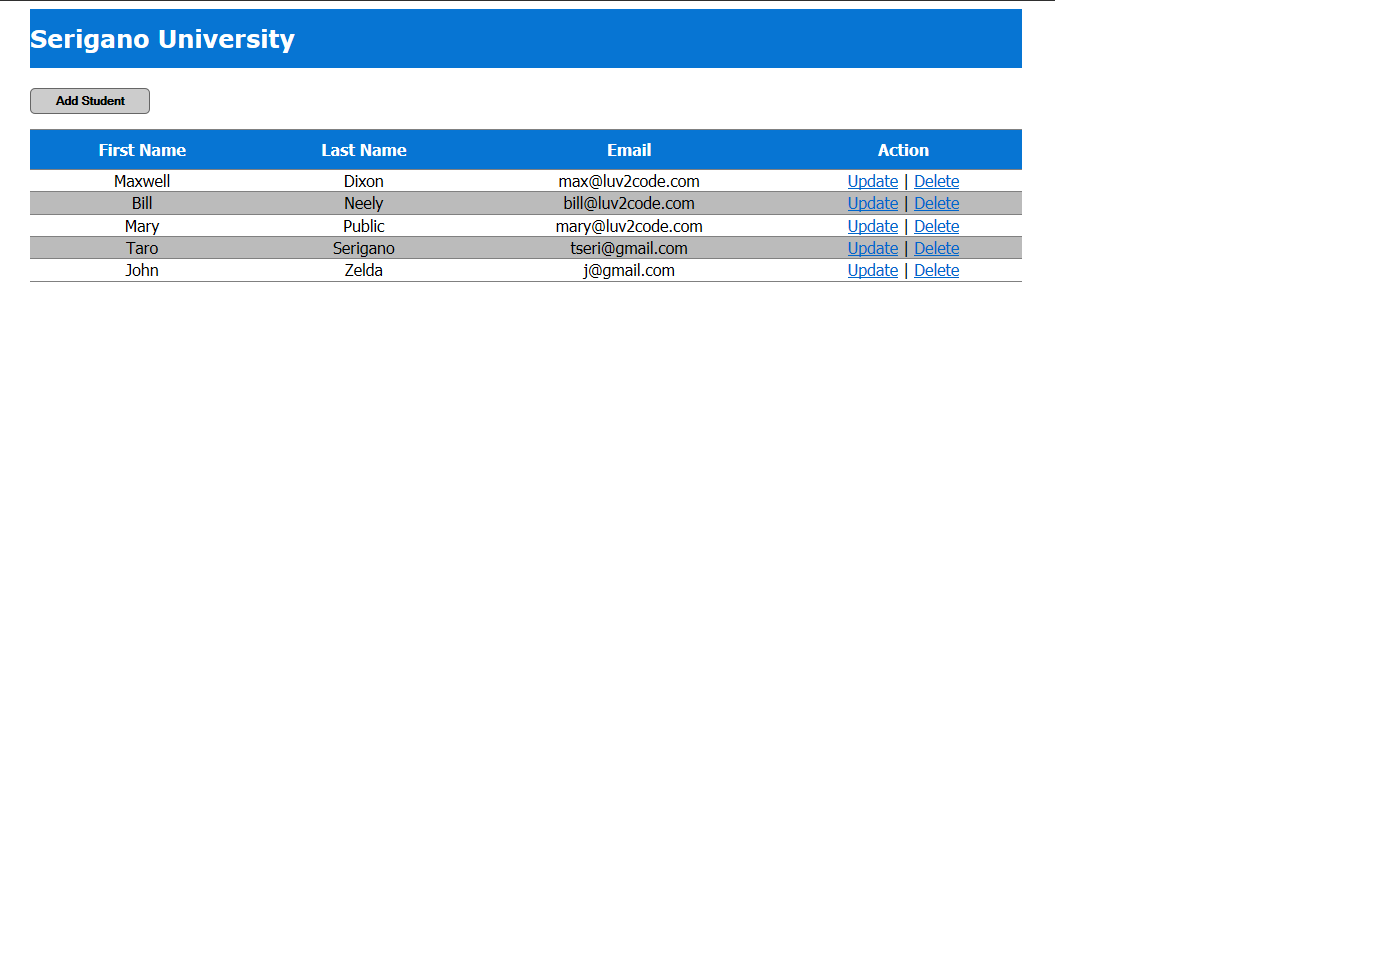 Serigano University
Add Student
First Name Last Name Email Action
Maxwell Dixon max@luv2code.com Update | Delete
Bill Neely bill@luv2code.com Update | Delete
Mary Public mary@luv2code.com Update | Delete
Taro Serigano tseri@gmail.com Update | Delete
John Zelda j@gmail.com Update | Delete